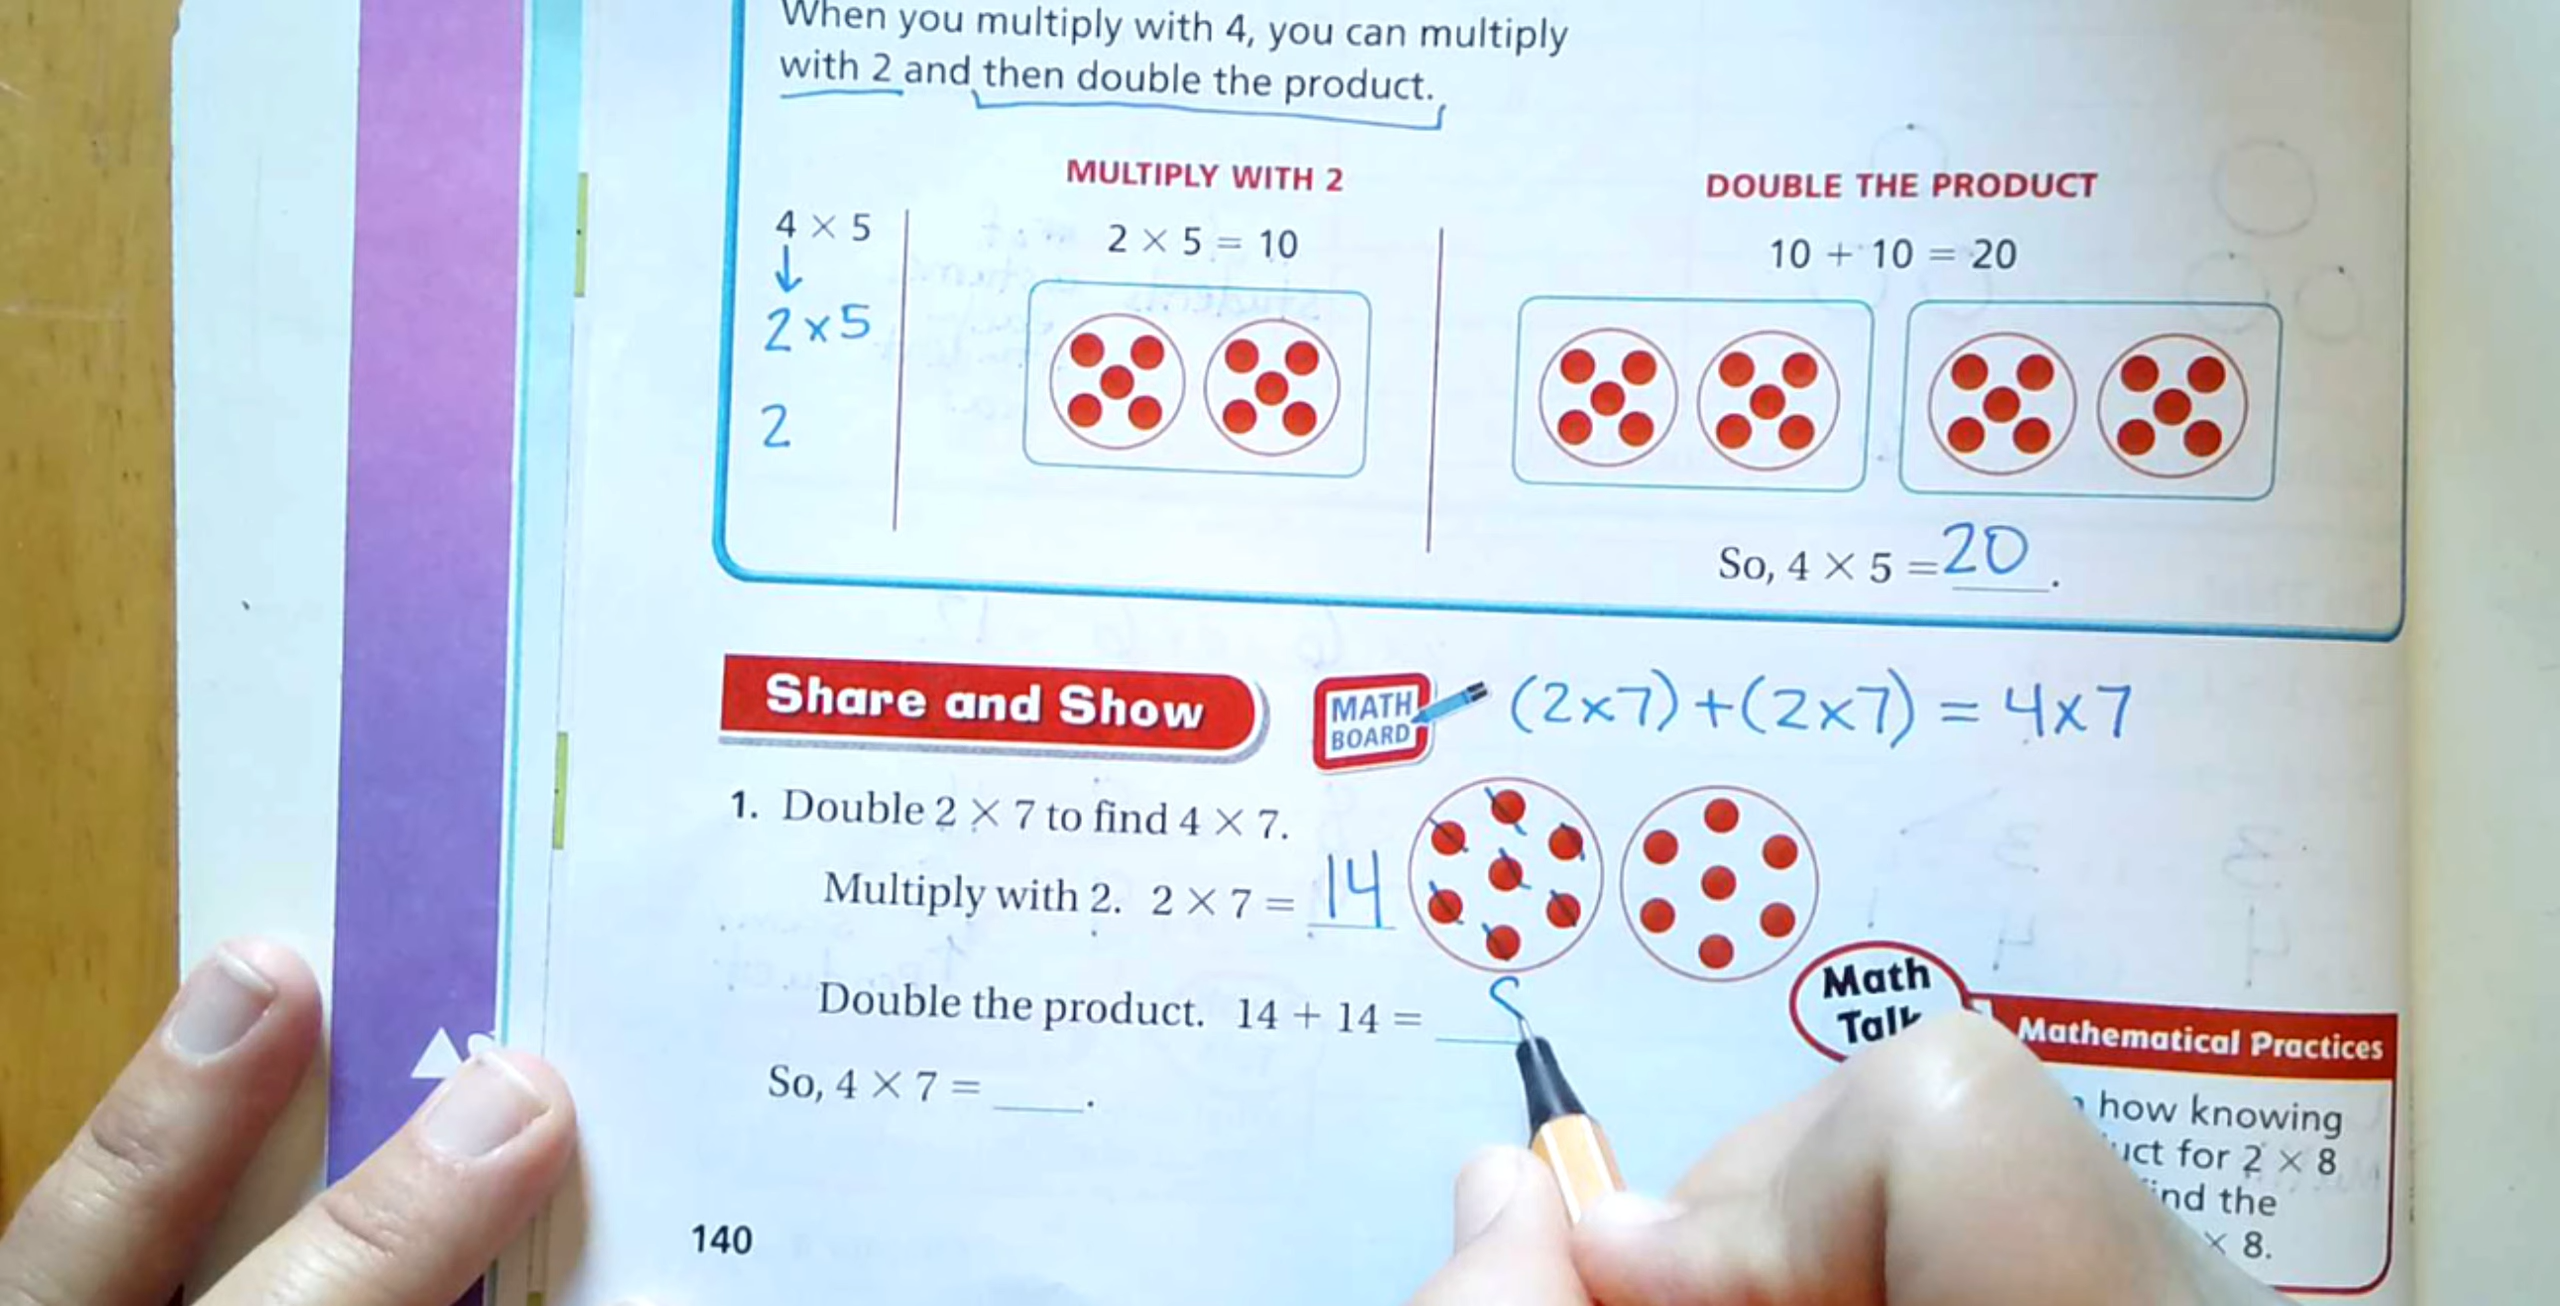 When you multiply with 4, you can multiply
with 2 and then double the product.
MULTIPLY WITH 2
DOUBLE THE PRODUCT
4 × 5
2 × 5 = 10
10 + 10 = 20
2×5
2
So, 4 × 5 = 20.
Share and Show
MATH BOARD
(2×7)+(2×7) = 4×7
1. Double 2 × 7 to find 4 × 7.
Multiply with 2. 2 × 7 = 14
Double the product. 14 + 14 =
So, 4 × 7 = ___.
Math
Talk
Mathematical Practices
how knowing
for 2 × 8
the
× 8.
140